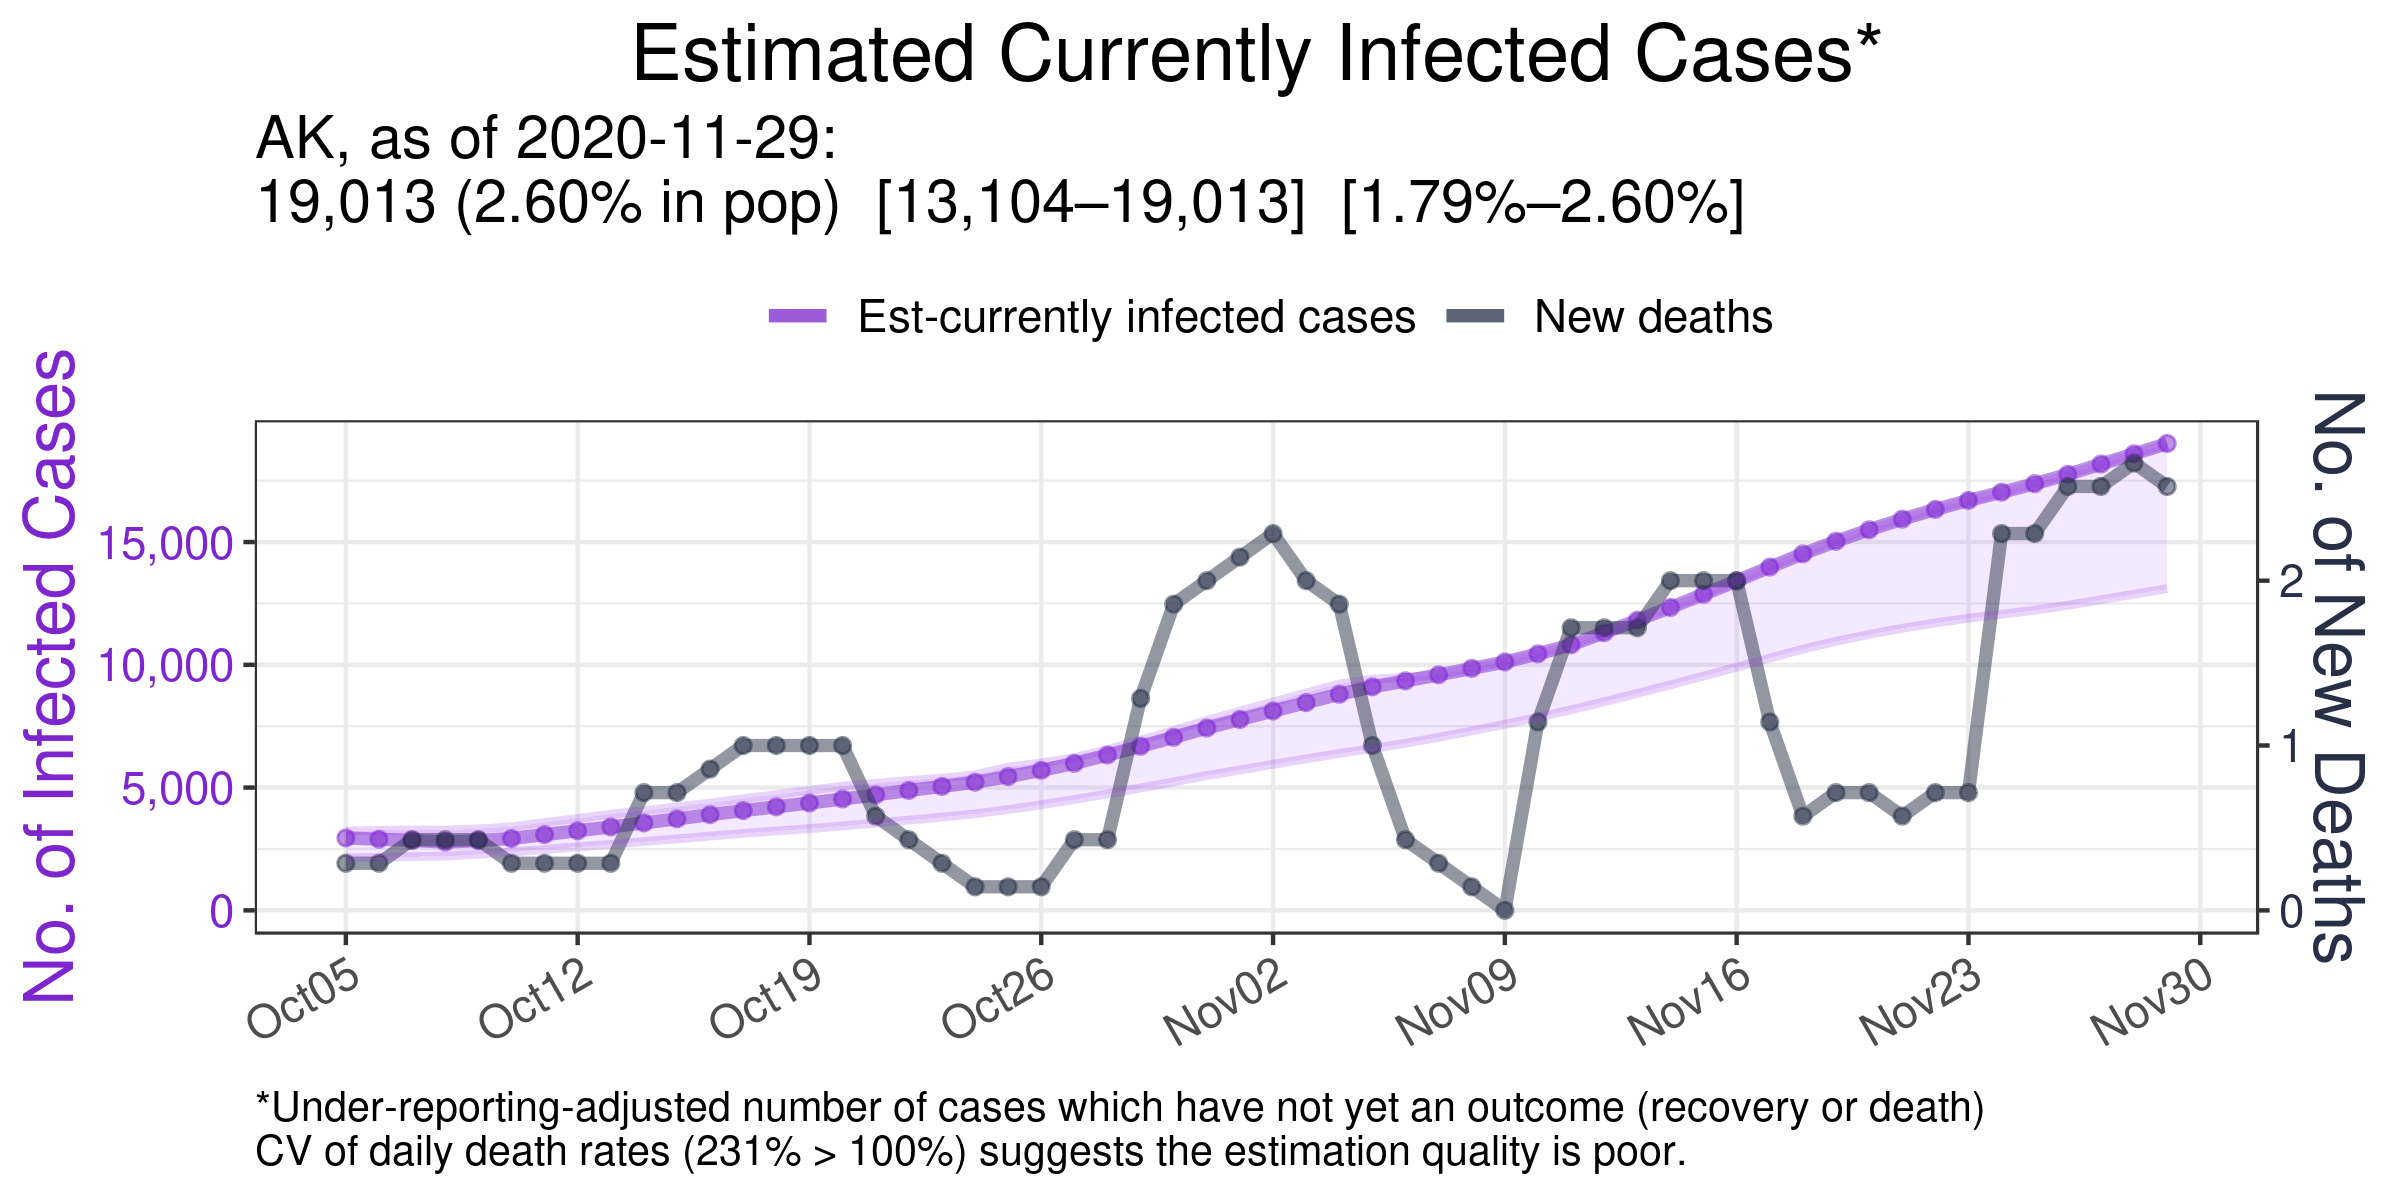 Estimated Currently Infected Cases*
AK, as of 2020-11-29:
19,013 (2.60% in pop)  [13,104–19,013]  [1.79%–2.60%]
Est-currently infected cases
New deaths
No. of Infected Cases
15,000
10,000
5,000
0
2
1
0
No. of New Deaths
Oct05
Oct12
Oct19
Oct26
Nov02
Nov09
Nov16
Nov23
Nov30
*Under-reporting-adjusted number of cases which have not yet an outcome (recovery or death)
CV of daily death rates (231% > 100%) suggests the estimation quality is poor.